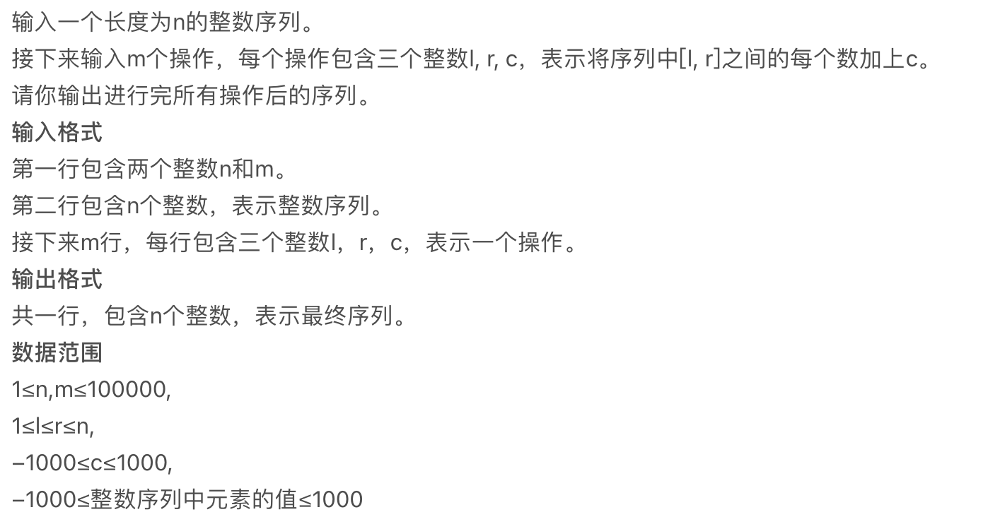 输入一个长度为n的整数序列。
接下来输入m个操作，每个操作包含三个整数l, r, c，表示将序列中[l, r]之间的每个数加上c。
请你输出进行完所有操作后的序列。
输入格式
第一行包含两个整数n和m。
第二行包含n个整数，表示整数序列。
接下来m行，每行包含三个整数l，r，c，表示一个操作。
输出格式
共一行，包含n个整数，表示最终序列。
数据范围
1≤n,m≤100000,
1≤l≤r≤n,
−1000≤c≤1000,
−1000≤整数序列中元素的值≤1000